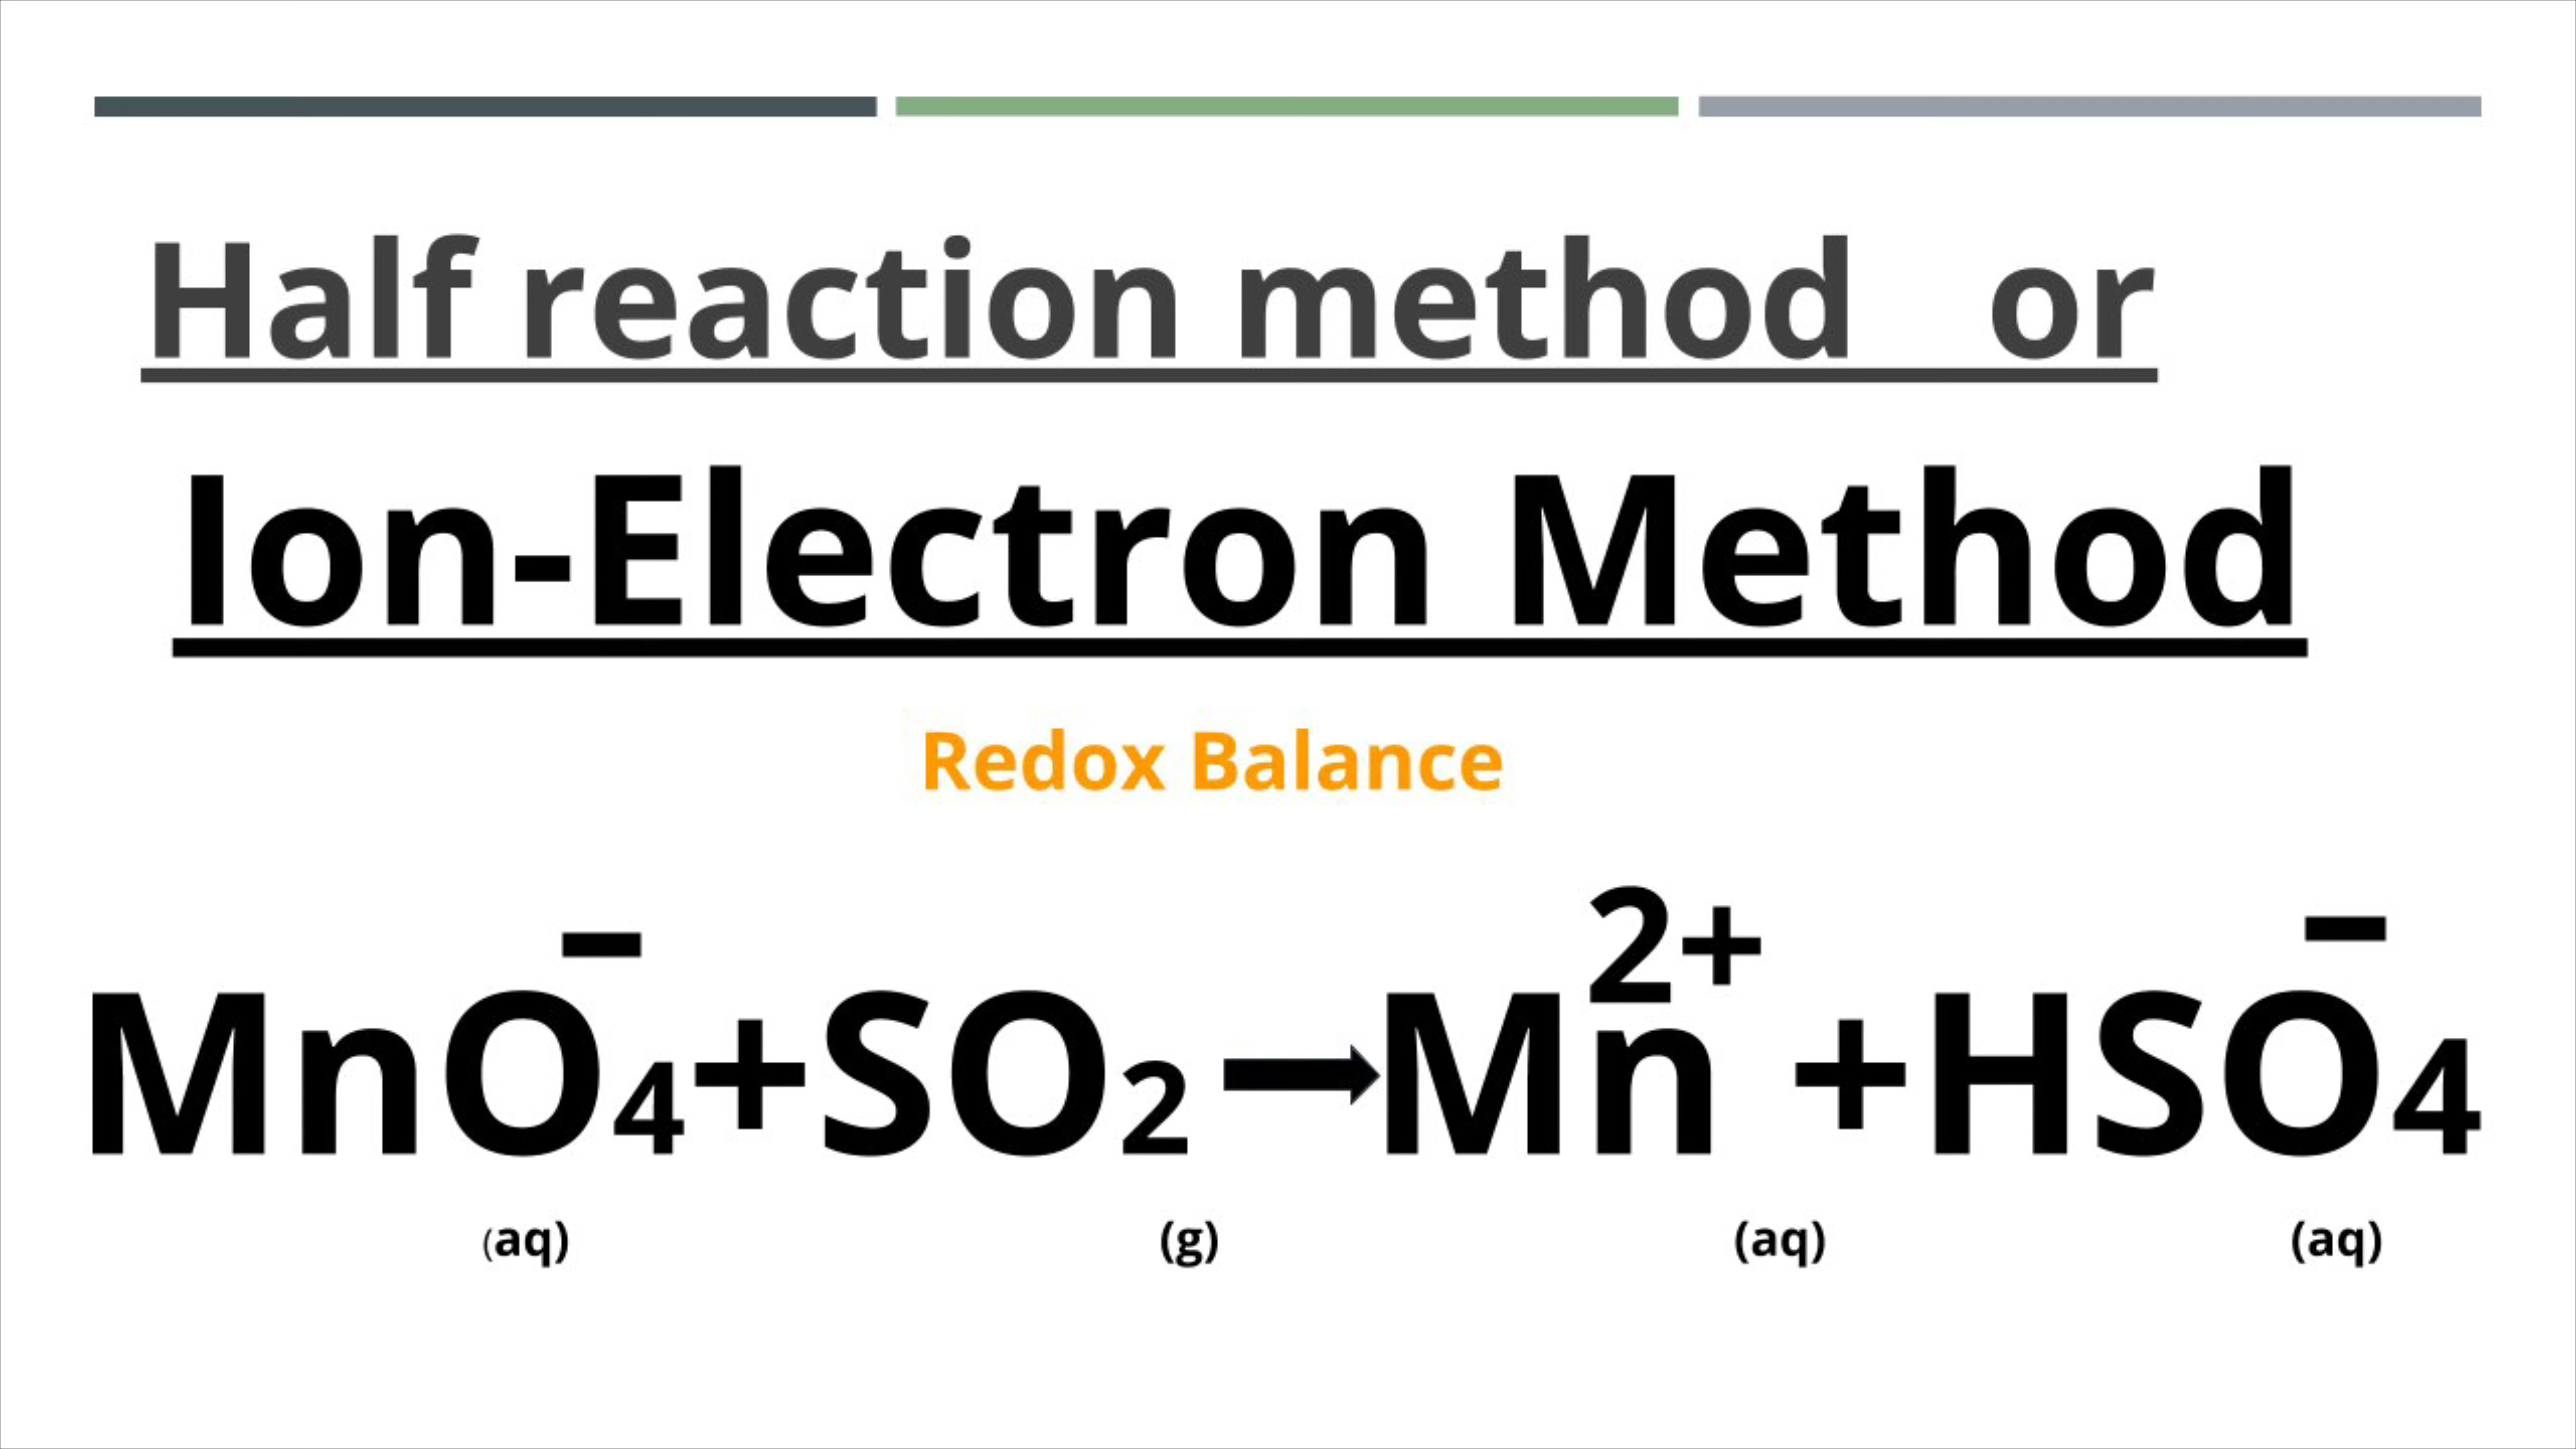 Half reaction method or
Ion-Electron Method
Redox Balance
MnO₄⁻+SO₂ → Mn²⁺ +HSO₄⁻
(aq) (g) (aq) (aq)